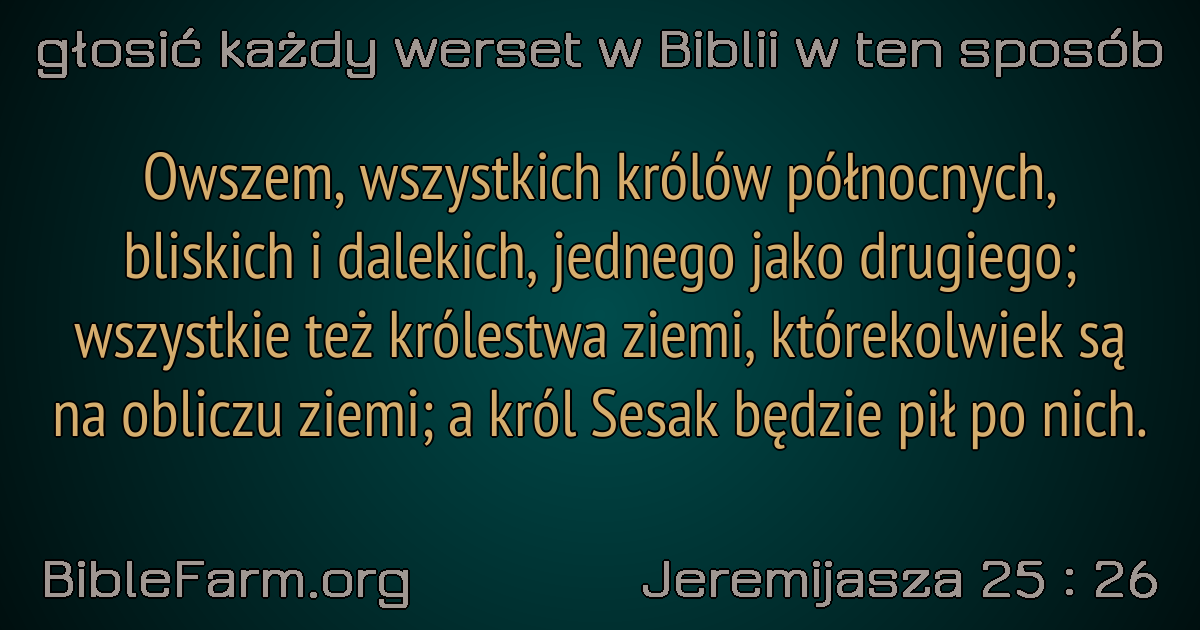 głosić każdy werset w Biblii w ten sposób
Owszem, wszystkich królów północnych,
bliskich i dalekich, jednego jako drugiego;
wszystkie też królestwa ziemi, którekolwiek są
na obliczu ziemi; a król Sesak będzie pił po nich.
BibleFarm.org
Jeremijasza 25 : 26